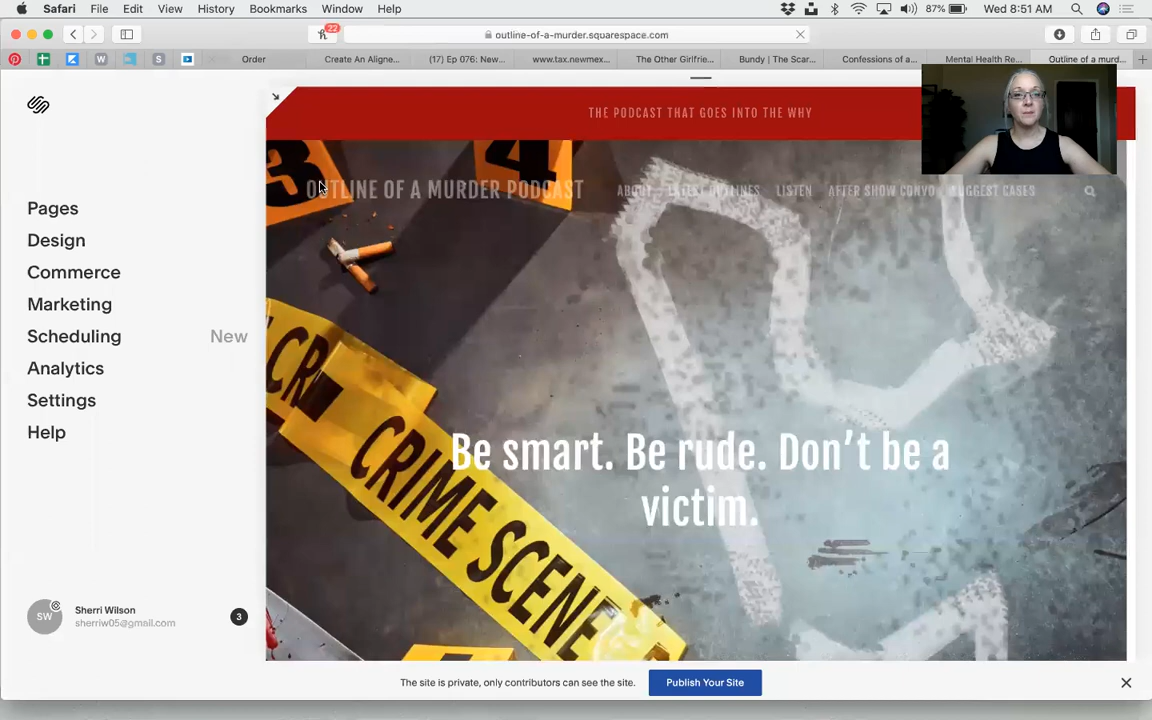 Safari File Edit View History Bookmarks Window Help 87% Wed 8:51 AM
22
outline-of-a-murder.squarespace.com
W S Order Create An Aligne... (17) Ep 076: New... www.tax.newmex... The Other Girlfrie... Bundy | The Scar... Confessions of a... Mental Health Re... Outline of a murd...
THE PODCAST THAT GOES INTO THE WHY
3 4
OUTLINE OF A MURDER PODCAST ABOUT LATEST OUTLINES LISTEN AFTER SHOW CONVO SUGGEST CASES
Pages
Design
Commerce
Marketing
Scheduling New
Analytics
Settings
Help
CR
CRIME SCENE
Be smart. Be rude. Don't be a
victim.
SW Sherri Wilson
sherriw05@gmail.com
3
The site is private, only contributors can see the site. Publish Your Site